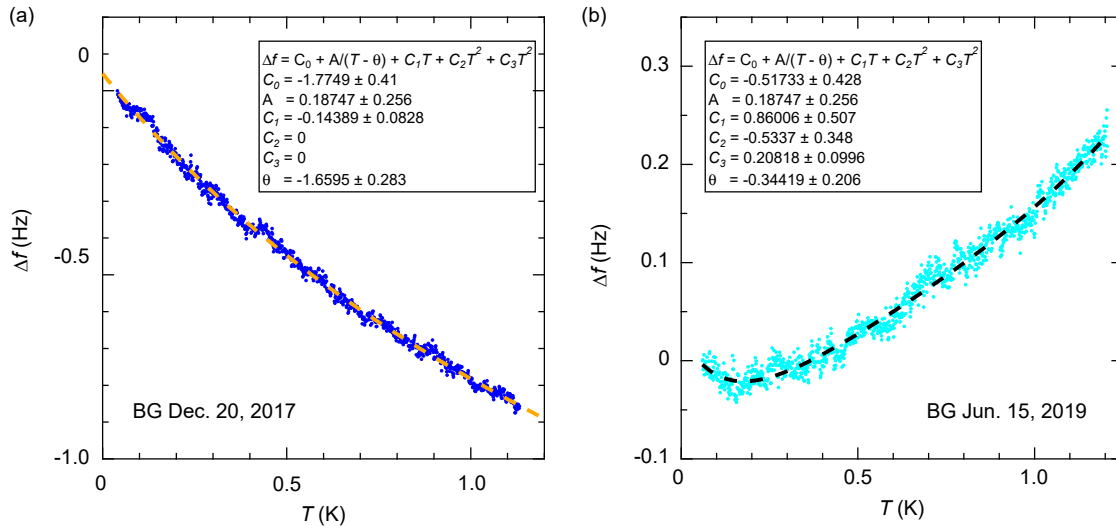 (a)
0
-0.5
-1.0
Δf (Hz)
Δf = C₀ + A/(T - θ) + C₁T + C₂T² + C₃T²
C₀ = -1.7749 ± 0.41
A = 0.18747 ± 0.256
C₁ = -0.14389 ± 0.0828
C₂ = 0
C₃ = 0
θ = -1.6595 ± 0.283
BG Dec. 20, 2017
0 0.5 1.0
T (K)
(b)
0.3
0.2
0.1
0
-0.1
Δf (Hz)
Δf = C₀ + A/(T - θ) + C₁T + C₂T² + C₃T²
C₀ = -0.51733 ± 0.428
A = 0.18747 ± 0.256
C₁ = 0.86006 ± 0.507
C₂ = -0.5337 ± 0.348
C₃ = 0.20818 ± 0.0996
θ = -0.34419 ± 0.206
BG Jun. 15, 2019
0 0.5 1.0
T (K)